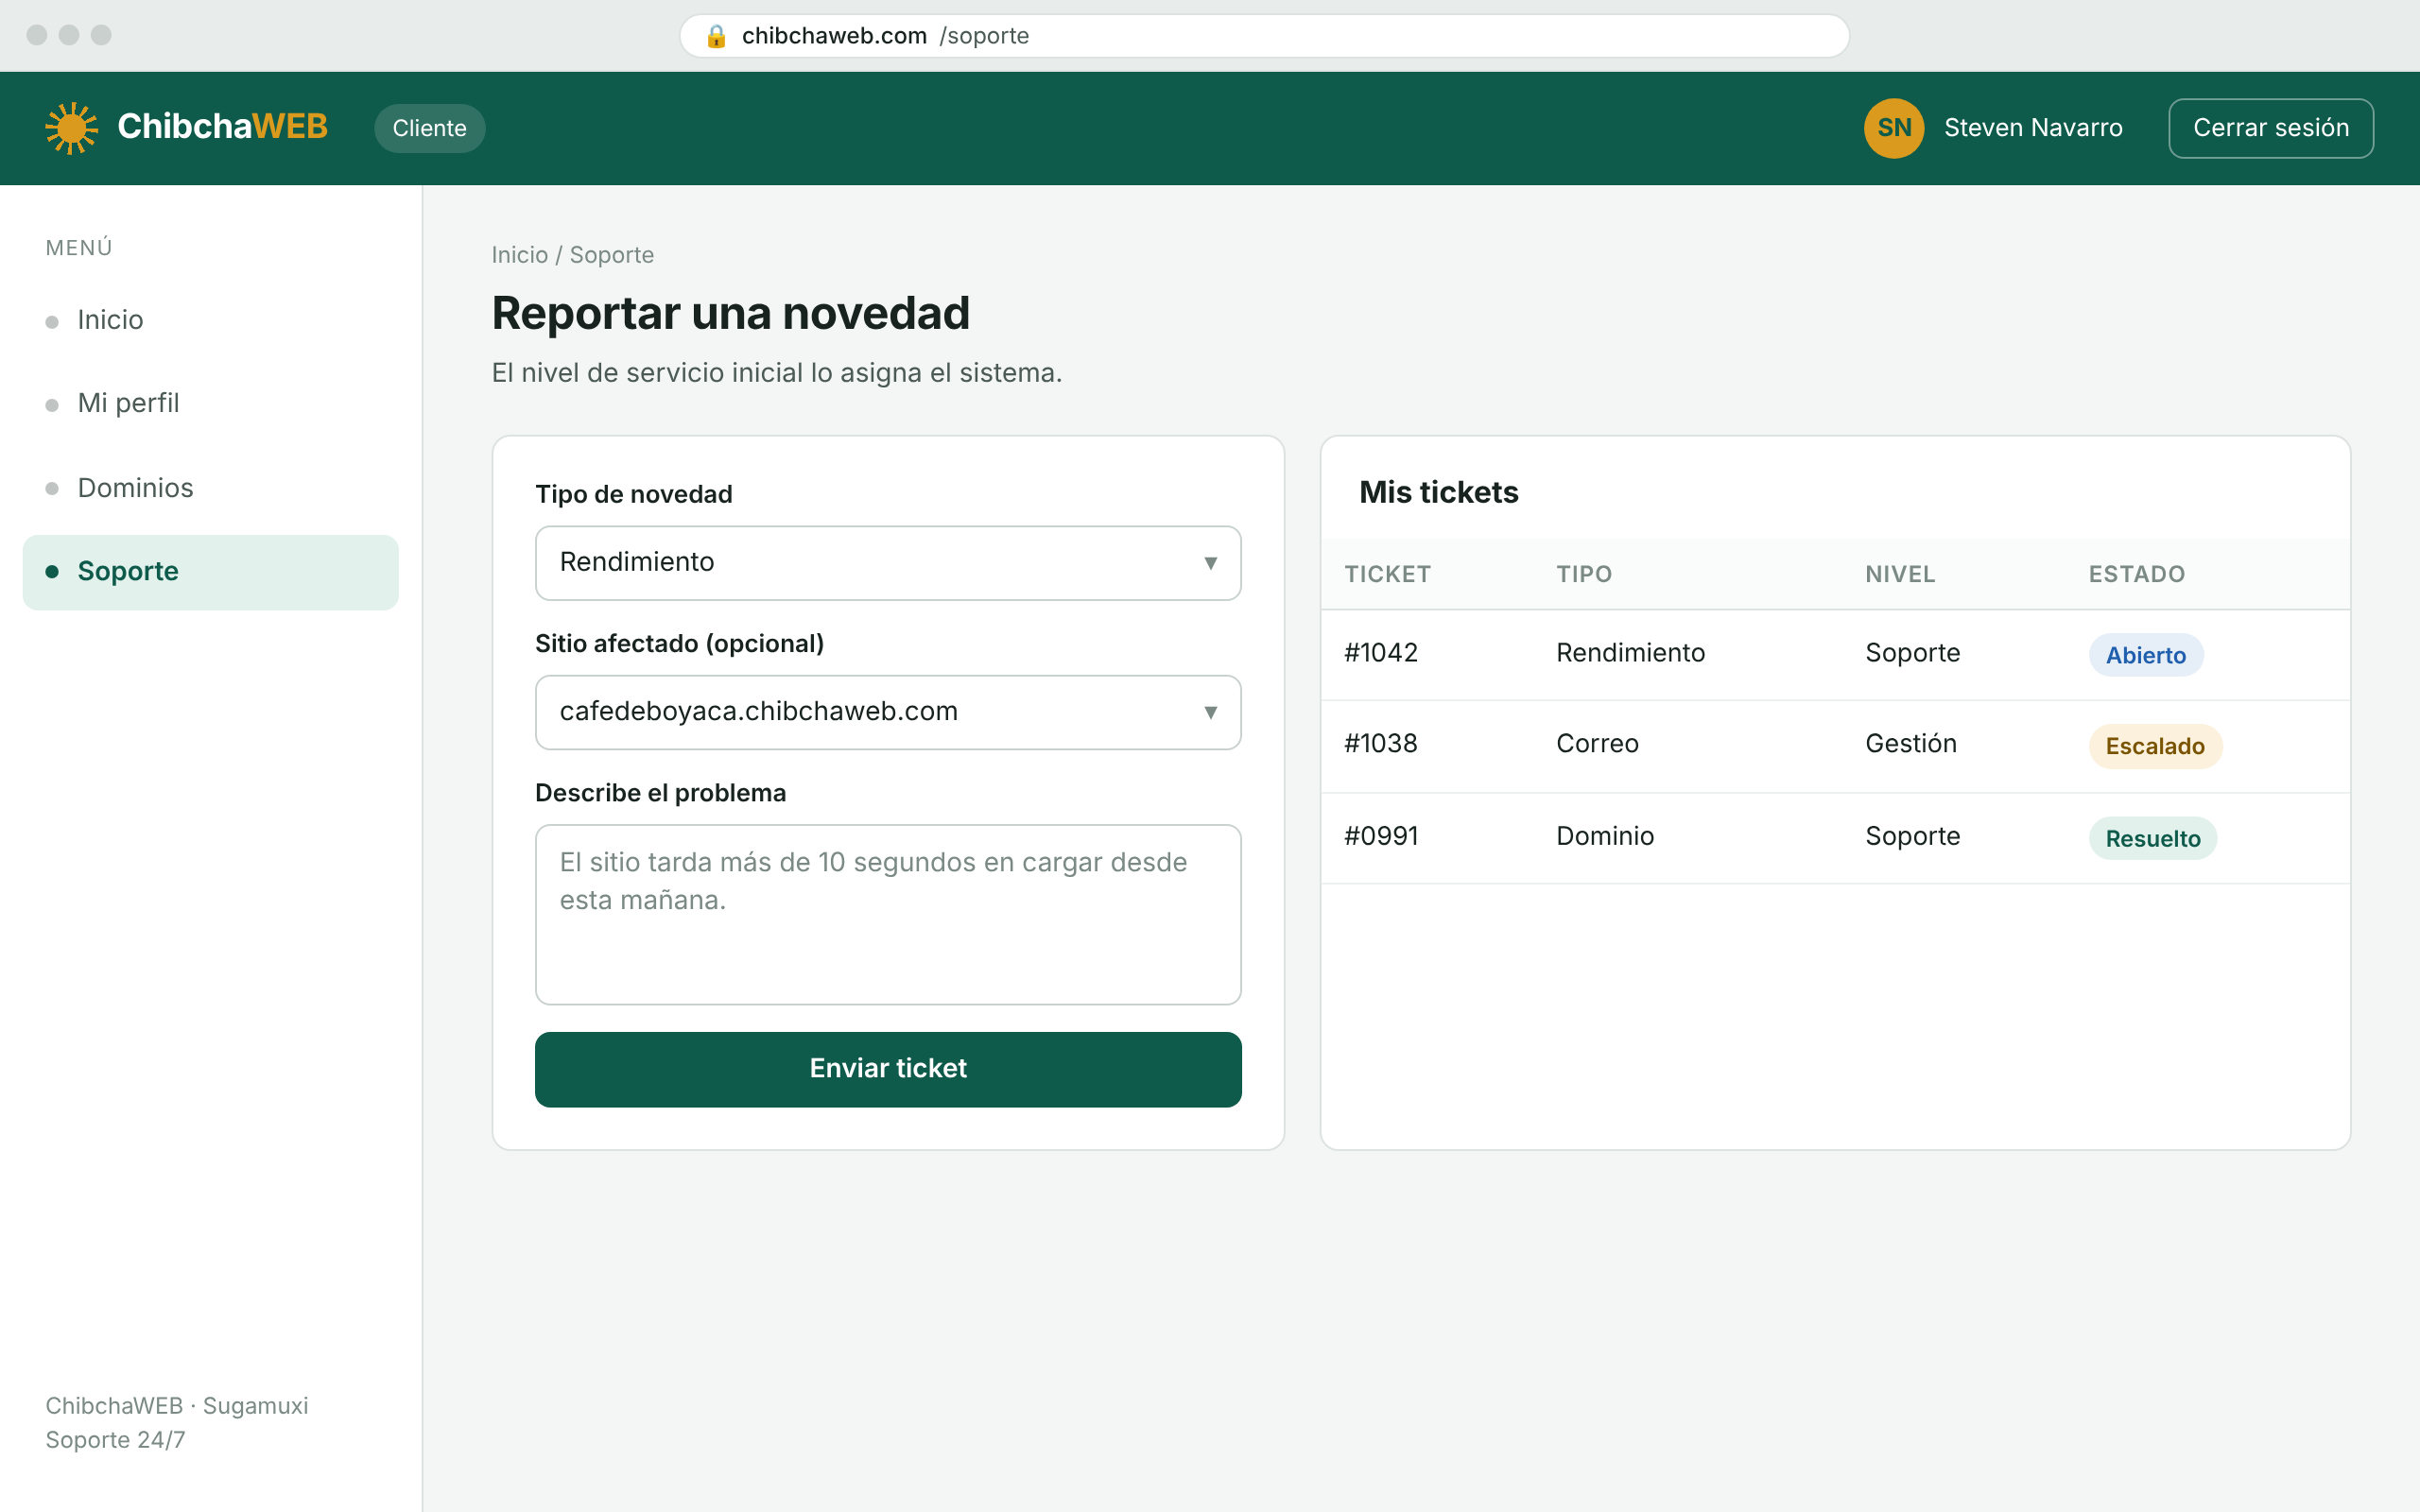 chibchaweb.com /soporte
ChibchaWEB
Cliente
SN
Steven Navarro
Cerrar sesión
MENÚ
Inicio
Mi perfil
Dominios
Soporte
ChibchaWEB · Sugamuxi
Soporte 24/7
Inicio / Soporte
Reportar una novedad
El nivel de servicio inicial lo asigna el sistema.
Tipo de novedad
Rendimiento
Sitio afectado (opcional)
cafedeboyaca.chibchaweb.com
Describe el problema
El sitio tarda más de 10 segundos en cargar desde
esta mañana.
Enviar ticket
Mis tickets
TICKET TIPO NIVEL ESTADO
#1042 Rendimiento Soporte Abierto
#1038 Correo Gestión Escalado
#0991 Dominio Soporte Resuelto